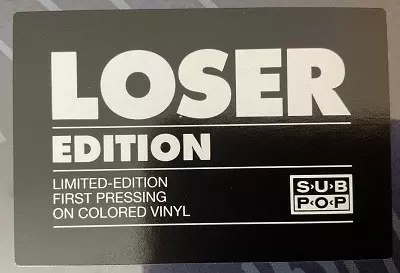 LOSER
EDITION
LIMITED-EDITION
FIRST PRESSING
ON COLORED VINYL
SUB
POP